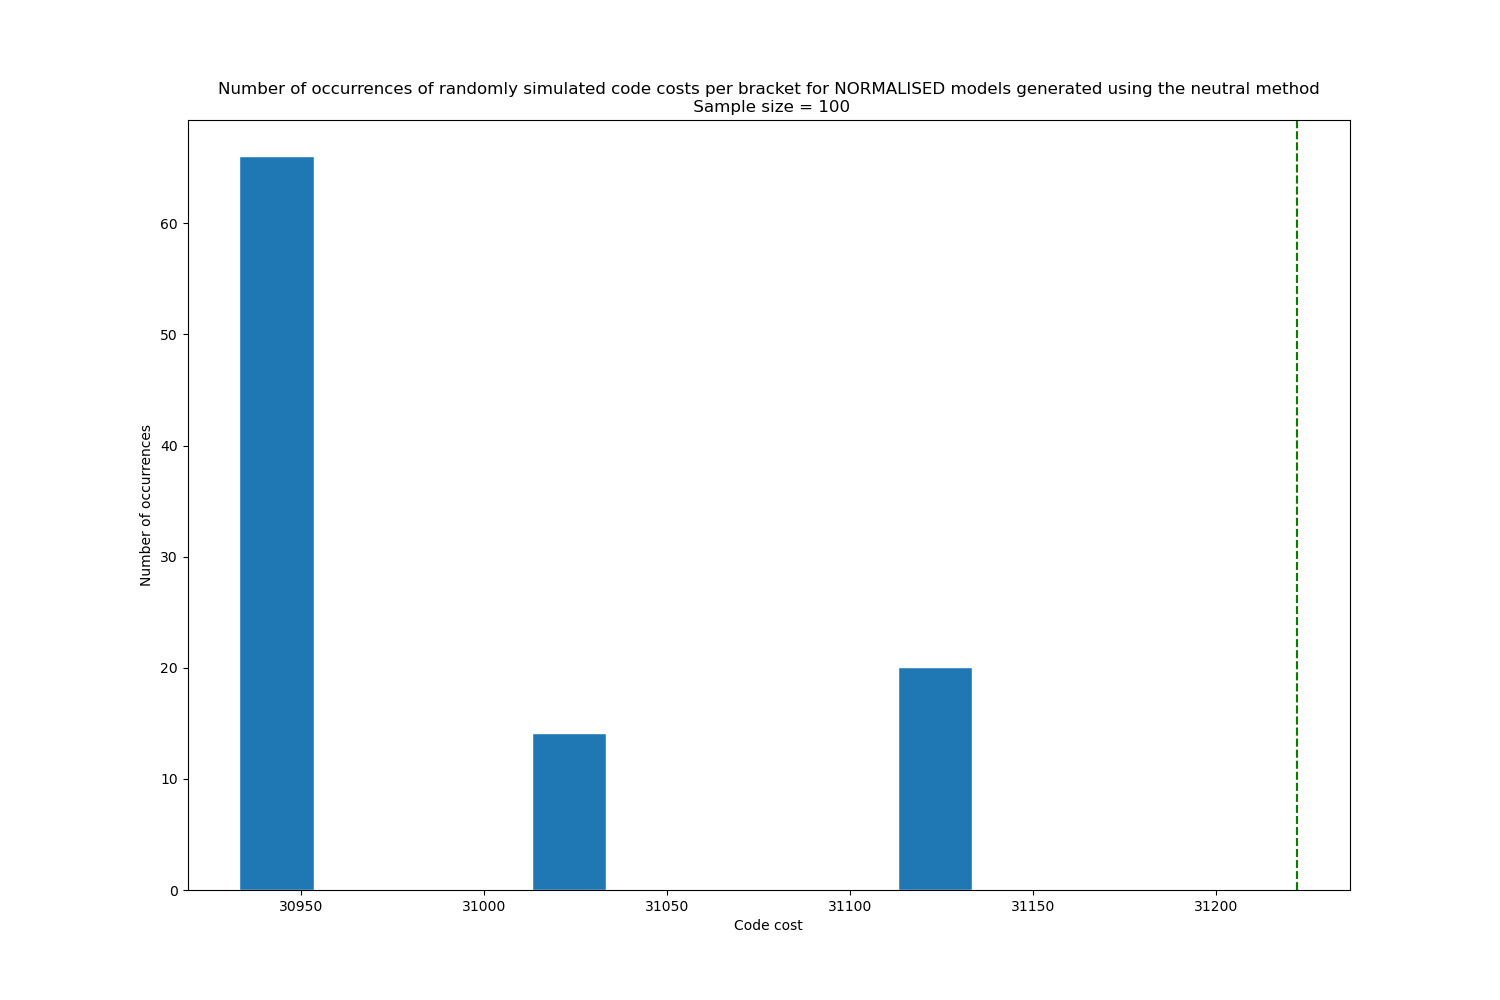 Number of occurrences of randomly simulated code costs per bracket for NORMALISED models generated using the neutral method
Sample size = 100
60
50
40
30
20
10
0
Number of occurrences
30950 31000 31050 31100 31150 31200
Code cost